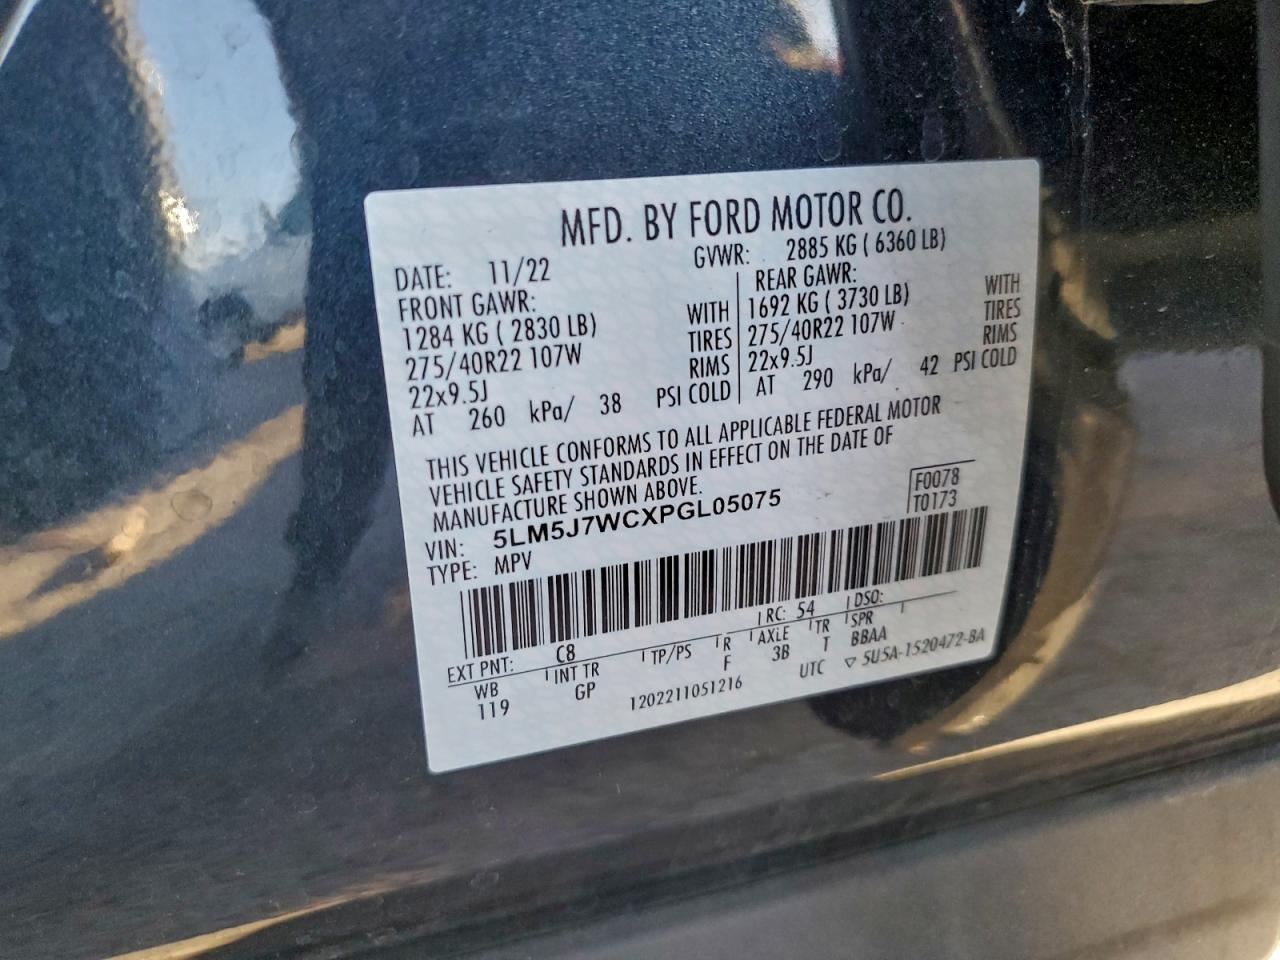 MFD. BY FORD MOTOR CO.
DATE: 11/22 GVWR: 2885 KG ( 6360 LB)
FRONT GAWR: REAR GAWR:
1284 KG ( 2830 LB) WITH 1692 KG ( 3730 LB) WITH
275/40R22 107W TIRES 275/40R22 107W TIRES
22x9.5J RIMS 22x9.5J RIMS
AT 260 kPa/ 38 PSI COLD AT 290 kPa/ 42 PSI COLD
THIS VEHICLE CONFORMS TO ALL APPLICABLE FEDERAL MOTOR
VEHICLE SAFETY STANDARDS IN EFFECT ON THE DATE OF
MANUFACTURE SHOWN ABOVE.
VIN: 5LM5J7WCXPGL05075 F0078
TYPE: MPV T0173
EXT PNT: C8 RC: 54 DSO:
WB INT TR TP/PS R AXLE TR SPR
119 GP F 3B T BBAA
1202211051216 UTC ▽ 5U5A-1520472-BA